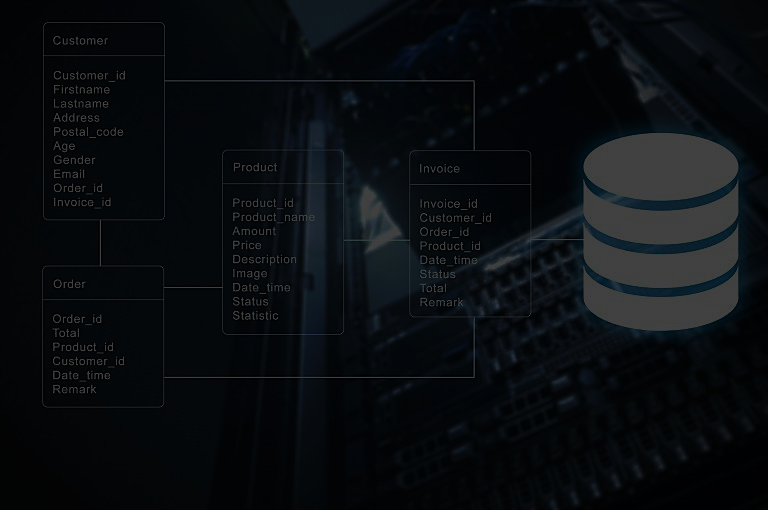 Customer
Customer_id
Firstname
Lastname
Address
Postal_code
Age
Gender
Email
Order_id
Invoice_id
Order
Order_id
Total
Product_id
Customer_id
Date_time
Remark
Product
Product_id
Product_name
Amount
Price
Description
Image
Date_time
Status
Statistic
Invoice
Invoice_id
Customer_id
Order_id
Product_id
Date_time
Status
Total
Remark